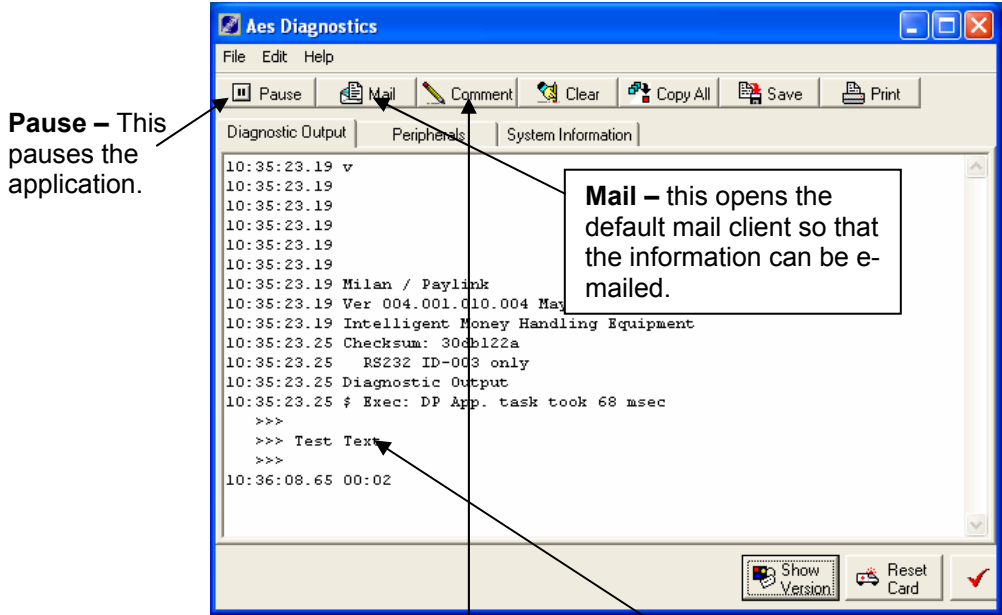 Aes Diagnostics
File Edit Help
Pause Mail Comment Clear Copy All Save Print
Diagnostic Output Peripherals System Information
Pause – This
pauses the
application.
10:35:23.19 v
10:35:23.19
10:35:23.19
10:35:23.19
10:35:23.19
10:35:23.19
Mail – this opens the
default mail client so that
the information can be e-
mailed.
10:35:23.19 Milan / Paylink
10:35:23.19 Ver 004.001.010.004 May
10:35:23.19 Intelligent Money Handling Equipment
10:35:23.25 Checksum: 30db122a
10:35:23.25 RS232 ID-003 only
10:35:23.25 Diagnostic Output
10:35:23.25 $ Exec: DP App. task took 68 msec
>>>
>>> Test Text
>>>
10:36:08.65 00:02
Show Version
Reset Card